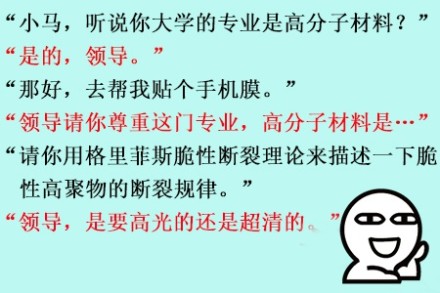 “小马，听说你大学的专业是高分子材料？”
“是的，领导。”
“那好，去帮我贴个手机膜。”
“领导请你尊重这门专业，高分子材料是…”
“请你用格里菲斯脆性断裂理论来描述一下脆
性高聚物的断裂规律。”
“领导，是要高光的还是超清的。”